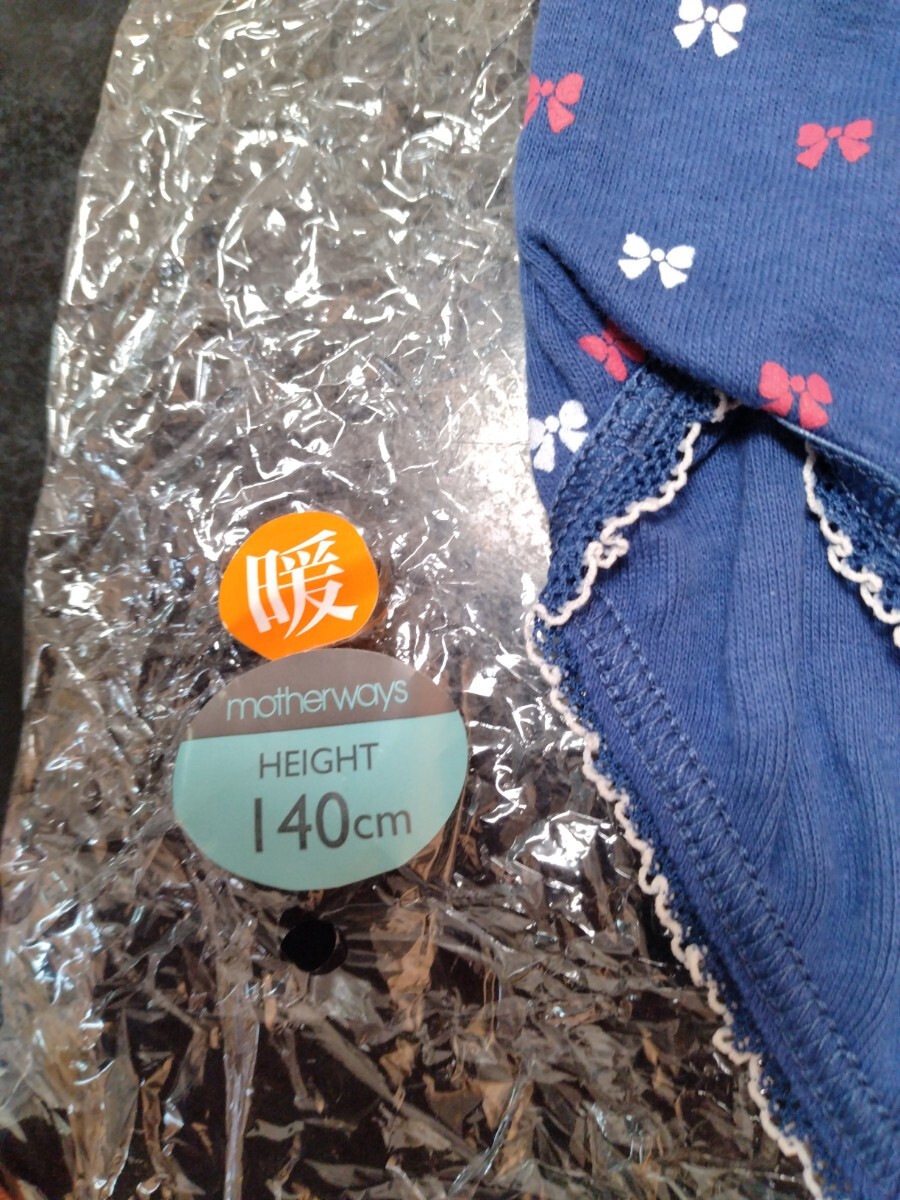 暖
motherways
HEIGHT
140cm